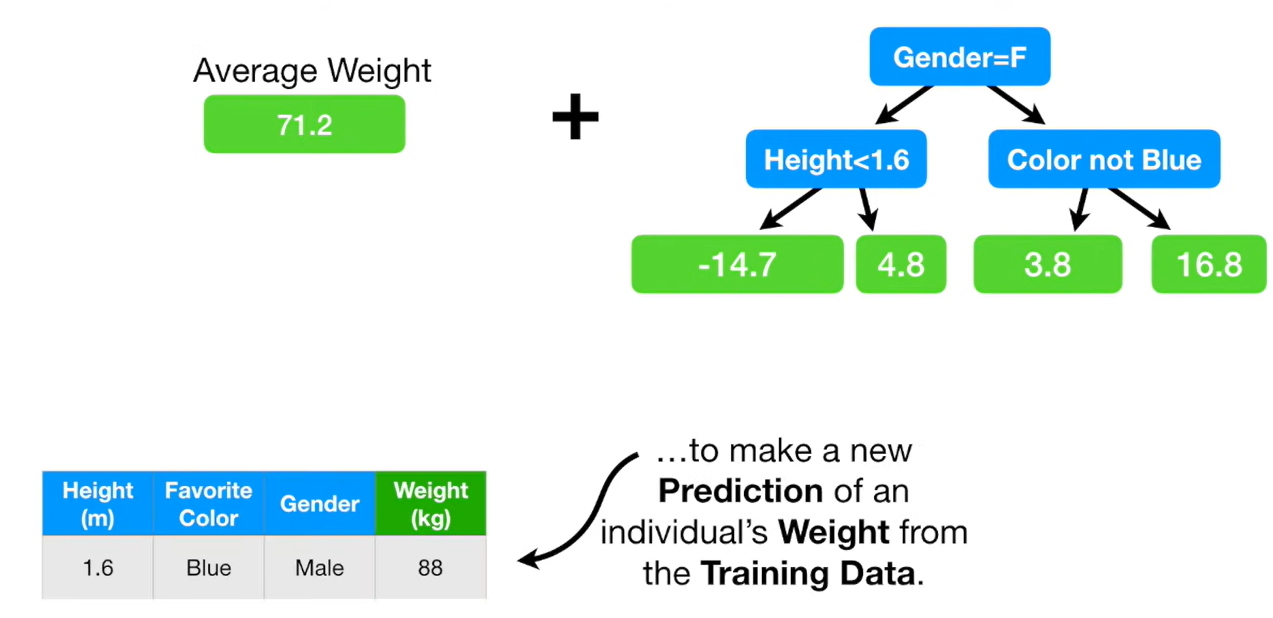 Average Weight
71.2
+
Gender=F
Height<1.6
Color not Blue
-14.7
4.8
3.8
16.8
…to make a new
Prediction of an
individual’s Weight from
the Training Data.
Height
(m)
Favorite
Color
Gender
Weight
(kg)
1.6
Blue
Male
88